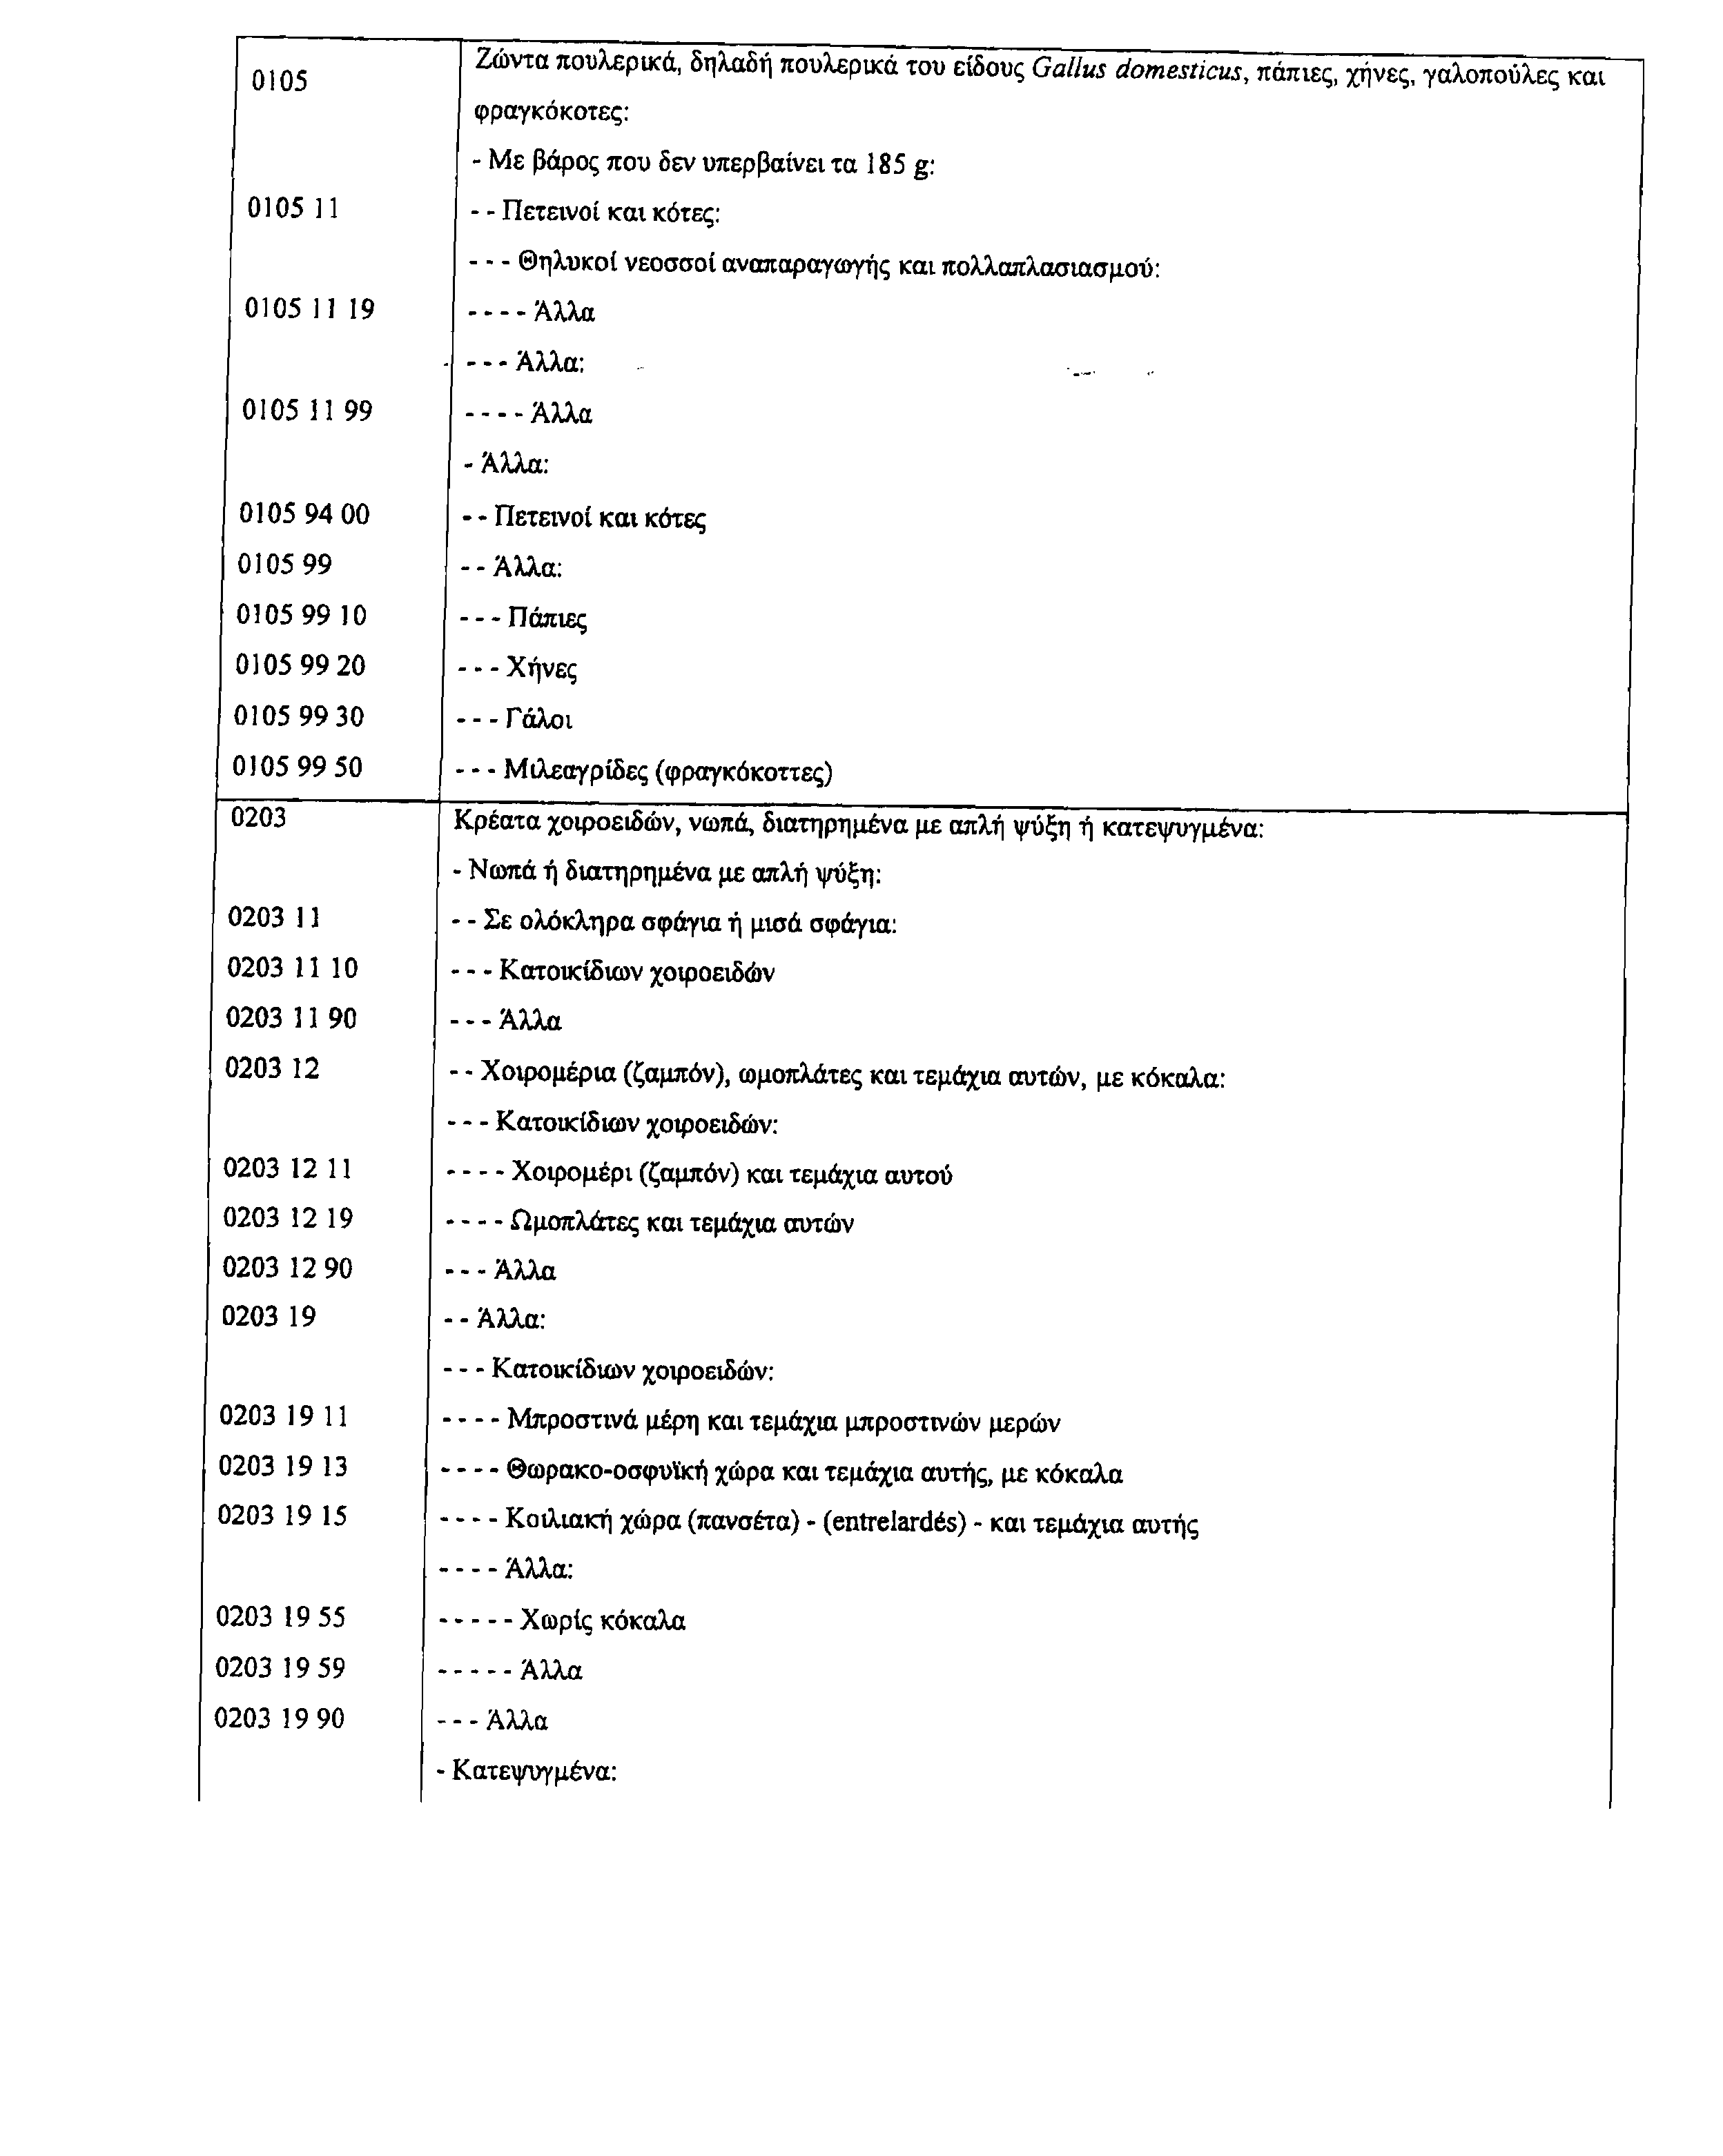 0105 Ζώντα πουλερικά, δηλαδή πουλερικά του είδους Gallus domesticus, πάπιες, χήνες, γαλοπούλες και
φραγκόκοτες:
- Με βάρος που δεν υπερβαίνει τα 185 g:
0105 11 - - Πετεινοί και κότες:
- - - Θηλυκοί νεοσσοί αναπαραγωγής και πολλαπλασιασμού:
0105 11 19 - - - - Άλλα
- - - Άλλα:
0105 11 99 - - - - Άλλα
- Άλλα:
0105 94 00 - - Πετεινοί και κότες
0105 99 - - Άλλα:
0105 99 10 - - - Πάπιες
0105 99 20 - - - Χήνες
0105 99 30 - - - Γάλοι
0105 99 50 - - - Μιλεαγρίδες (φραγκόκοττες)
0203 Κρέατα χοιροειδών, νωπά, διατηρημένα με απλή ψύξη ή κατεψυγμένα:
- Νωπά ή διατηρημένα με απλή ψύξη:
0203 11 - - Σε ολόκληρα σφάγια ή μισά σφάγια:
0203 11 10 - - - Κατοικίδιων χοιροειδών
0203 11 90 - - - Άλλα
0203 12 - - Χοιρομέρια (ζαμπόν), ωμοπλάτες και τεμάχια αυτών, με κόκαλα:
- - - Κατοικίδιων χοιροειδών:
0203 12 11 - - - - Χοιρομέρι (ζαμπόν) και τεμάχια αυτού
0203 12 19 - - - - Ωμοπλάτες και τεμάχια αυτών
0203 12 90 - - - Άλλα
0203 19 - - Άλλα:
- - - Κατοικίδιων χοιροειδών:
0203 19 11 - - - - Μπροστινά μέρη και τεμάχια μπροστινών μερών
0203 19 13 - - - - Θωρακο-οσφυϊκή χώρα και τεμάχια αυτής, με κόκαλα
0203 19 15 - - - - Κοιλιακή χώρα (πανσέτα) - (entrelardés) - και τεμάχια αυτής
- - - - Άλλα:
0203 19 55 - - - - - Χωρίς κόκαλα
0203 19 59 - - - - - Άλλα
0203 19 90 - - - Άλλα
- Κατεψυγμένα: